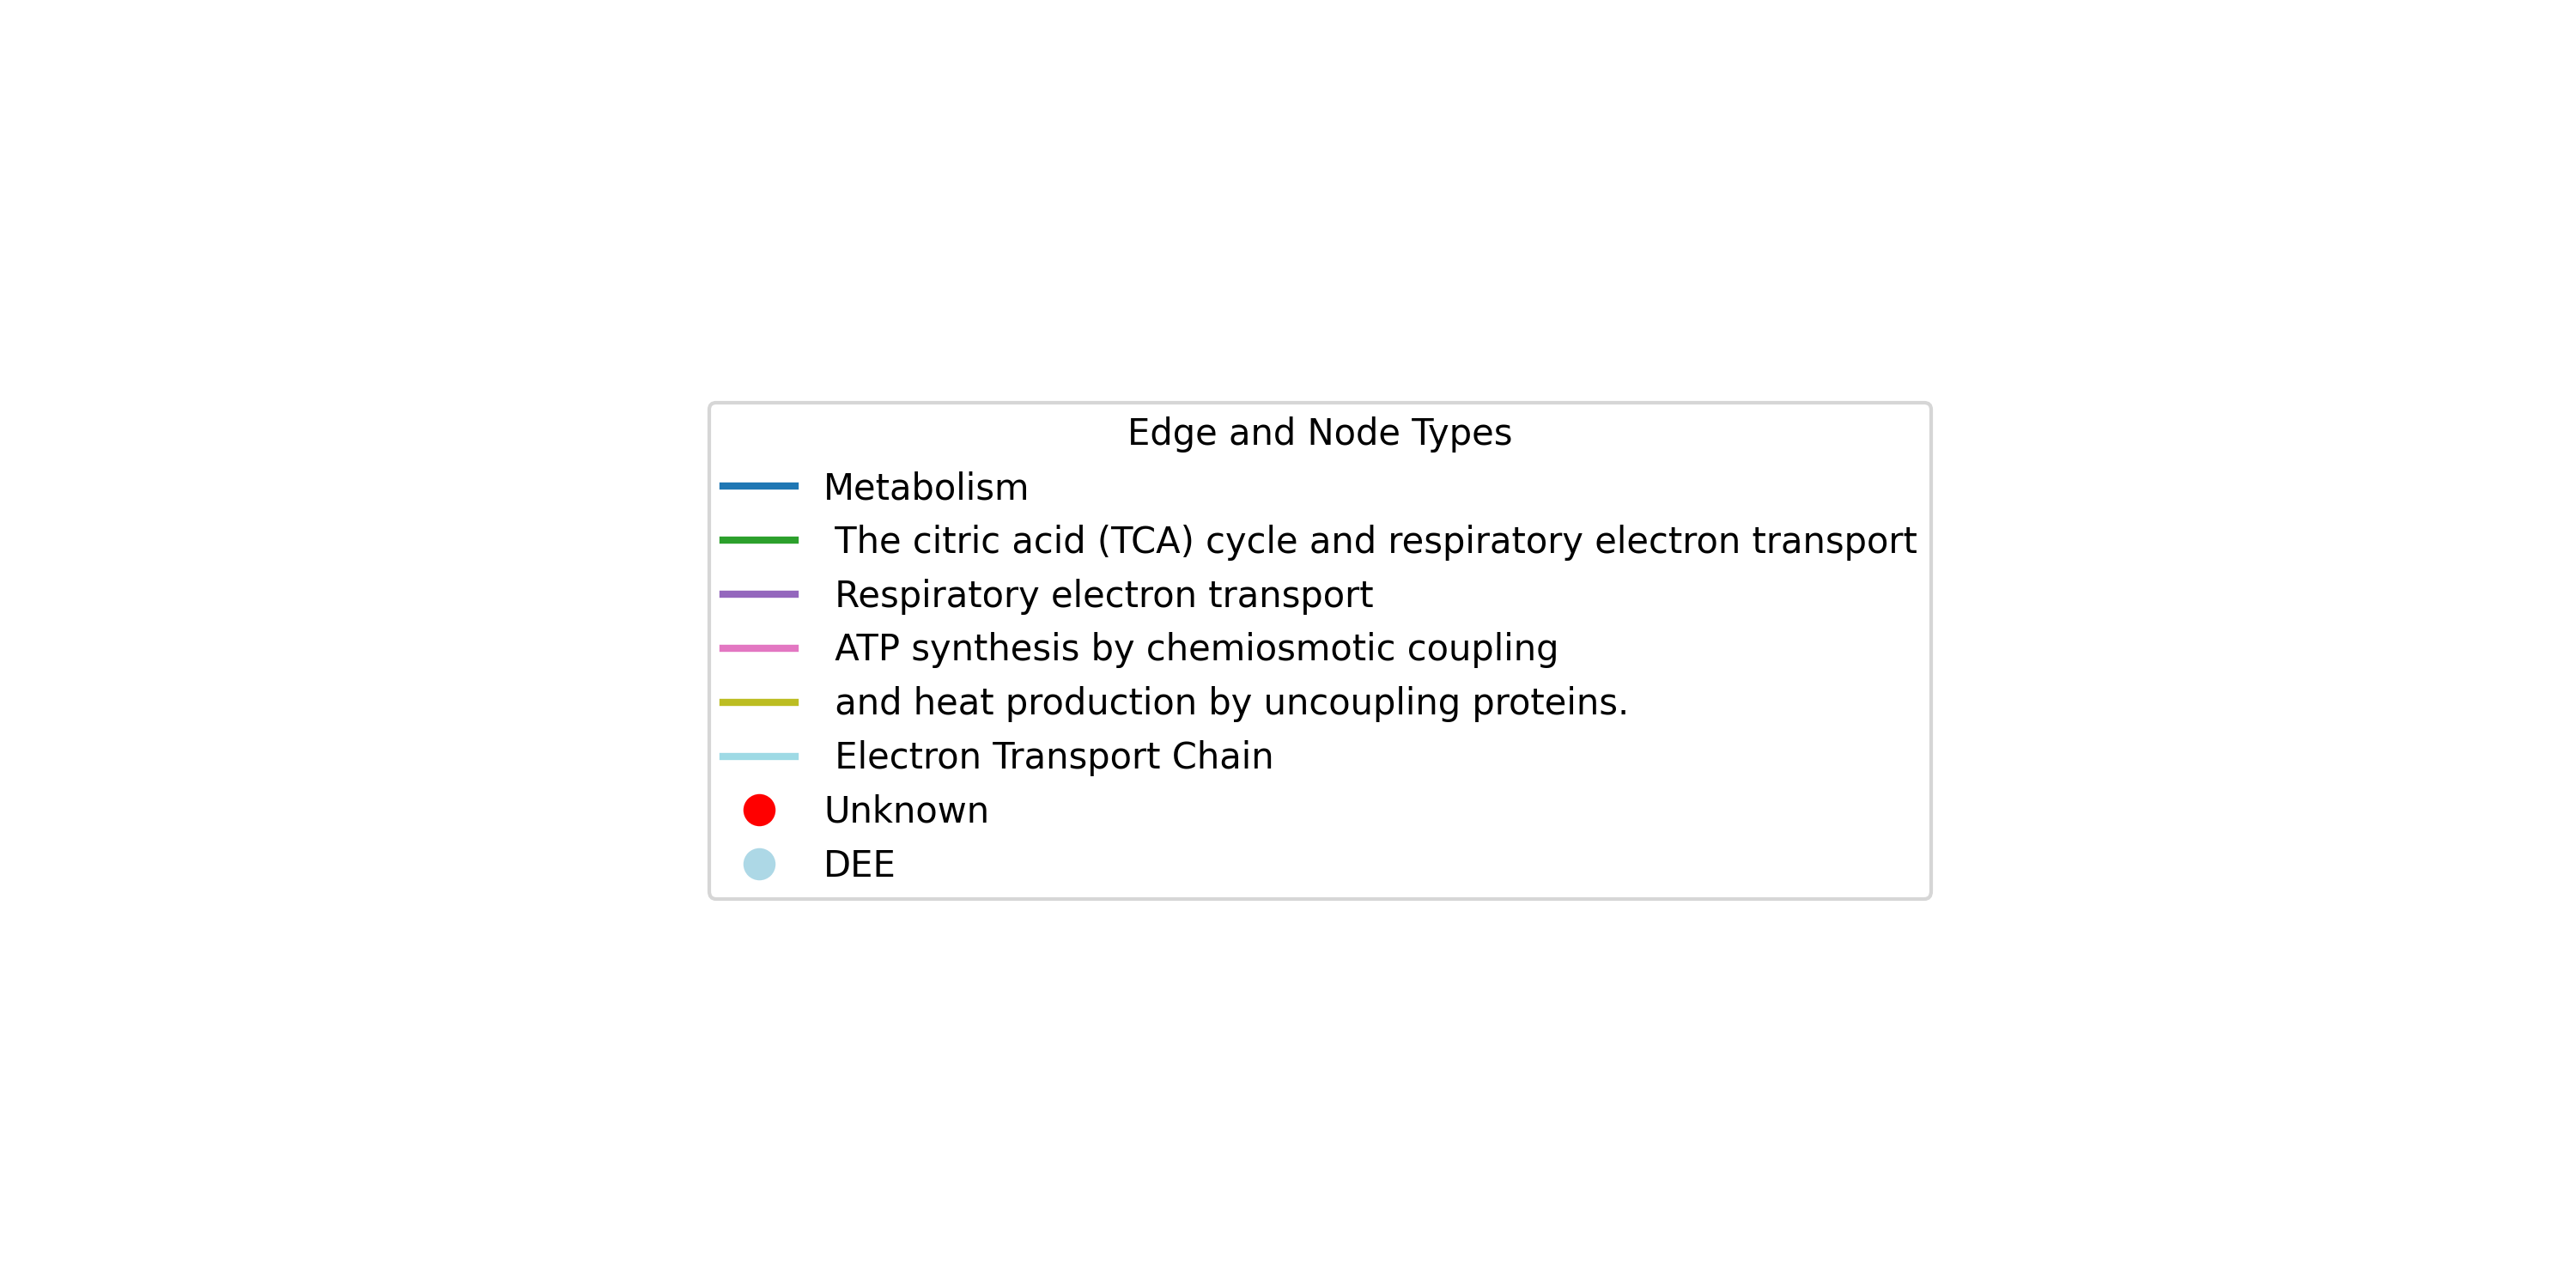 Edge and Node Types
Metabolism
The citric acid (TCA) cycle and respiratory electron transport
Respiratory electron transport
ATP synthesis by chemiosmotic coupling
and heat production by uncoupling proteins.
Electron Transport Chain
Unknown
DEE